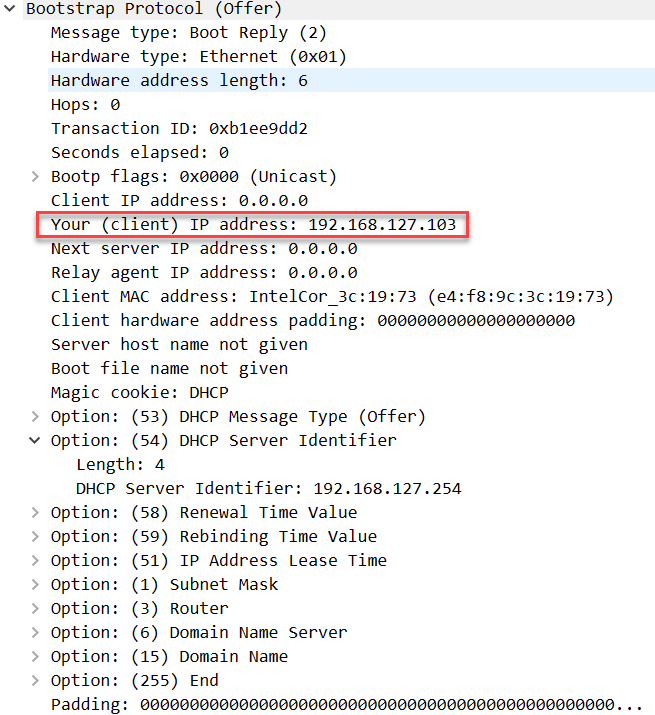 Bootstrap Protocol (Offer)
Message type: Boot Reply (2)
Hardware type: Ethernet (0x01)
Hardware address length: 6
Hops: 0
Transaction ID: 0xb1ee9dd2
Seconds elapsed: 0
Bootp flags: 0x0000 (Unicast)
Client IP address: 0.0.0.0
Your (client) IP address: 192.168.127.103
Next server IP address: 0.0.0.0
Relay agent IP address: 0.0.0.0
Client MAC address: IntelCor_3c:19:73 (e4:f8:9c:3c:19:73)
Client hardware address padding: 00000000000000000000
Server host name not given
Boot file name not given
Magic cookie: DHCP
Option: (53) DHCP Message Type (Offer)
Option: (54) DHCP Server Identifier
Length: 4
DHCP Server Identifier: 192.168.127.254
Option: (58) Renewal Time Value
Option: (59) Rebinding Time Value
Option: (51) IP Address Lease Time
Option: (1) Subnet Mask
Option: (3) Router
Option: (6) Domain Name Server
Option: (15) Domain Name
Option: (255) End
Padding: 000000000000000000000000000000000000000000000000...